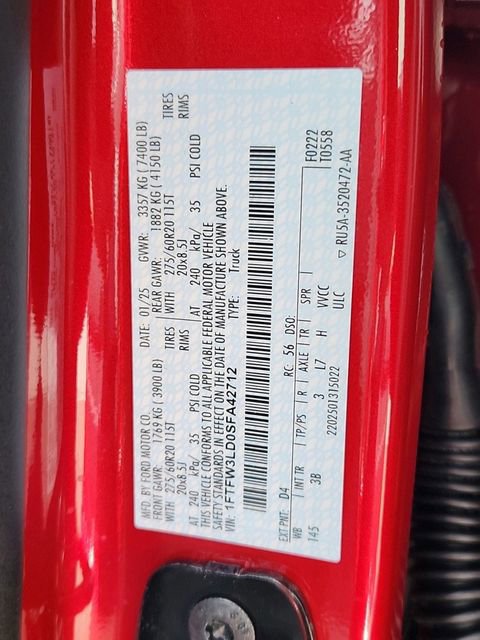 MFD. BY FORD MOTOR CO.
DATE: 01/25 GVWR: 3357 KG ( 7400 LB)
FRONT GAWR: 1769 KG ( 3900 LB) REAR GAWR: 1882 KG ( 4150 LB)
WITH 275/60R20 115T TIRES WITH 275/60R20 115T TIRES
20x8.5J RIMS 20x8.5J RIMS
AT 240 kPa/ 35 PSI COLD AT 240 kPa/ 35 PSI COLD
THIS VEHICLE CONFORMS TO ALL APPLICABLE FEDERAL MOTOR VEHICLE
SAFETY STANDARDS IN EFFECT ON THE DATE OF MANUFACTURE SHOWN ABOVE.
VIN: 1FTFW3LD0SFA42712 TYPE: Truck
F0222
T0558
EXT PNT: D4 RC: 56 DSO:
WB INT TR TP/PS R AXLE TR SPR
145 3B 3 L7 H VVCC
ULC
2202501315022
▽ RU5A-3520472-AA